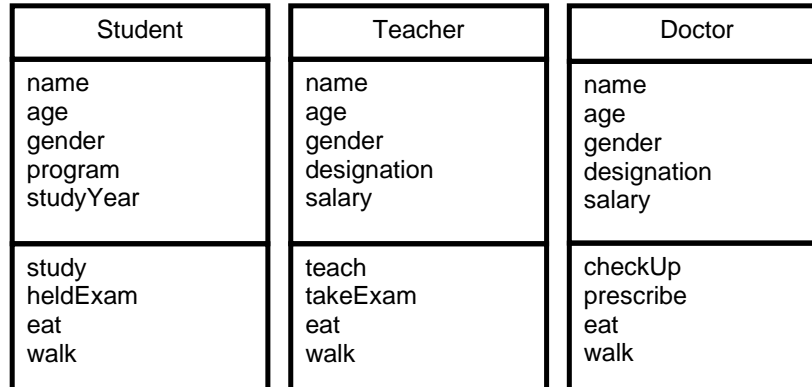 Student
name
age
gender
program
studyYear
study
heldExam
eat
walk
Teacher
name
age
gender
designation
salary
teach
takeExam
eat
walk
Doctor
name
age
gender
designation
salary
checkUp
prescribe
eat
walk